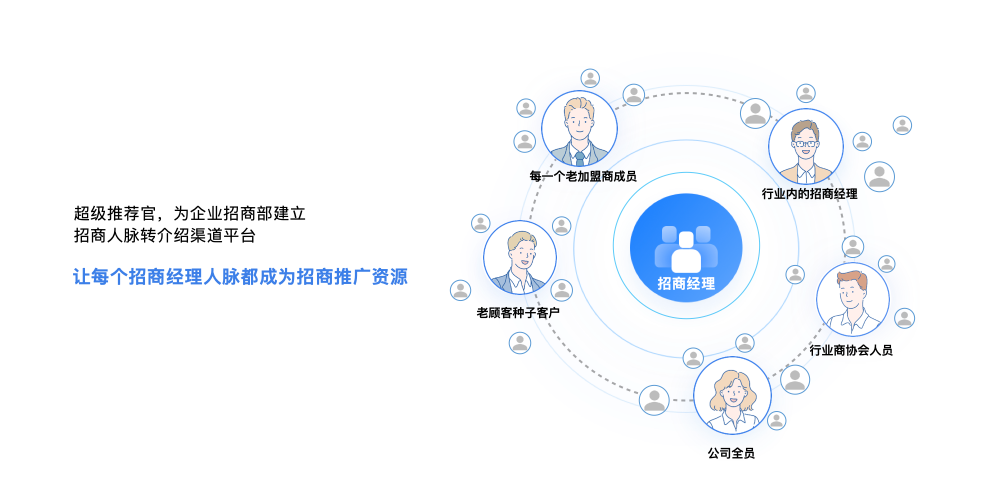 超级推荐官，为企业招商部建立
招商人脉转介绍渠道平台
让每个招商经理人脉都成为招商推广资源
每一个老加盟商成员
行业内的招商经理
招商经理
老顾客种子客户
行业商协会人员
公司全员